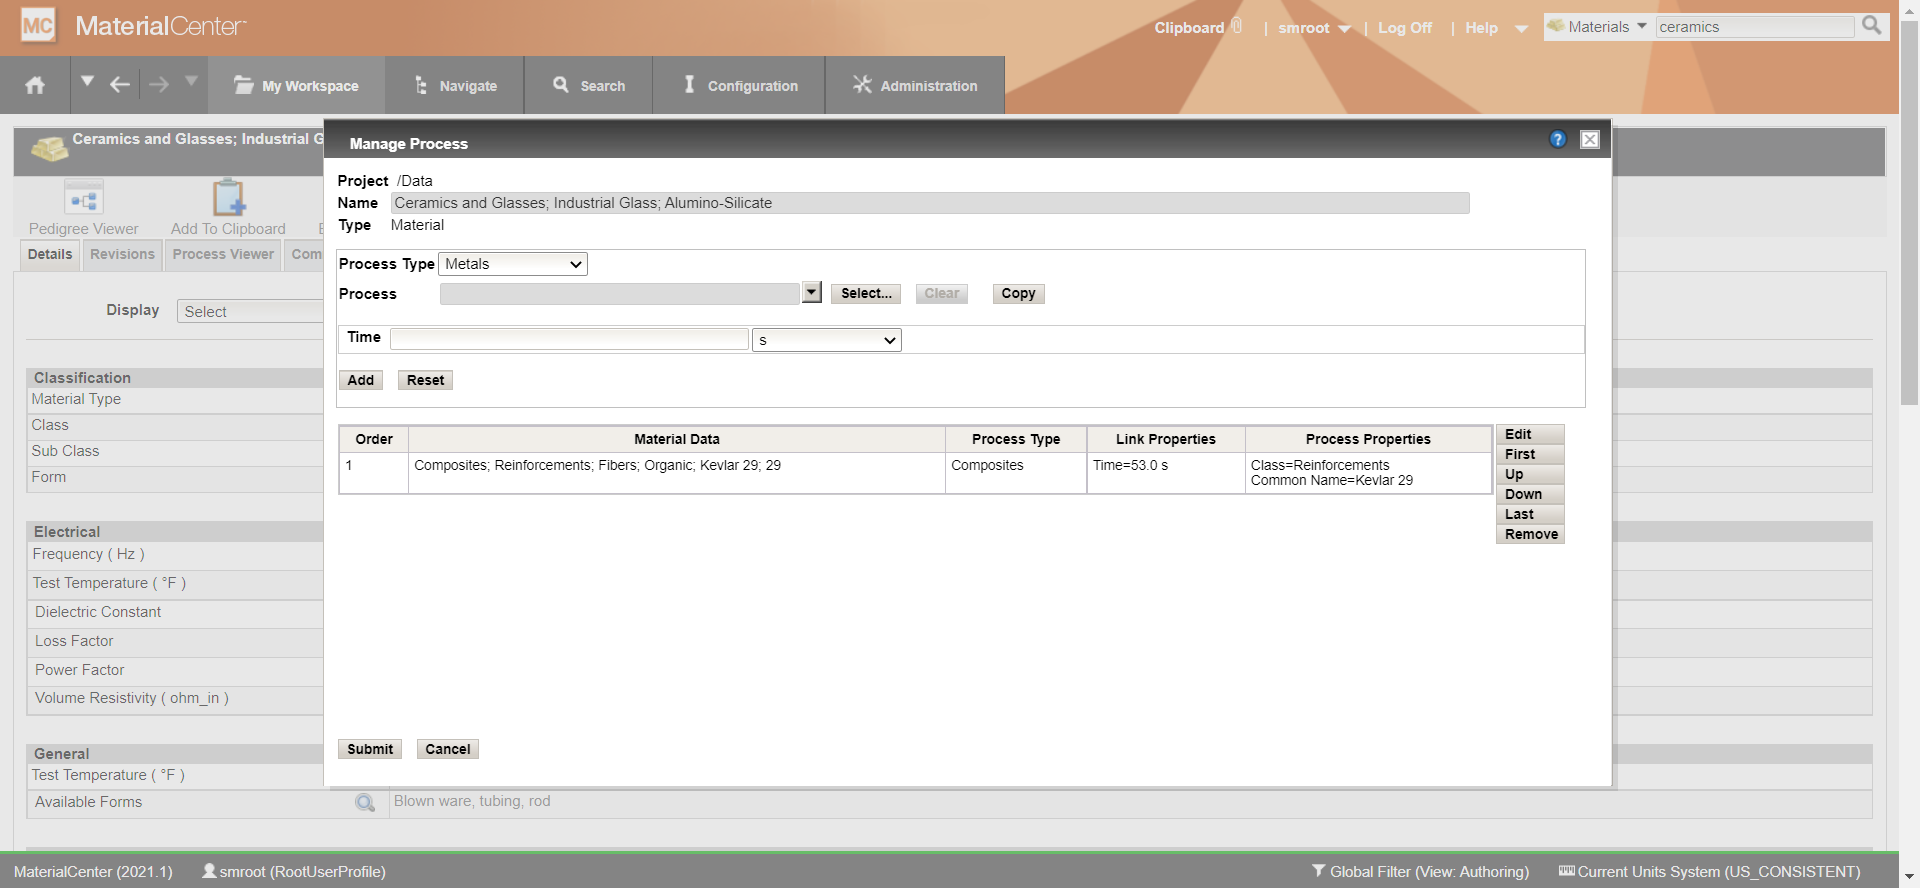 MC MaterialCenter
Clipboard | smroot | Log Off | Help
Materials ceramics
My Workspace Navigate Search Configuration Administration
Ceramics and Glasses; Industrial G
Pedigree Viewer Add To Clipboard E
Details Revisions Process Viewer Com
Display Select
Classification
Material Type
Class
Sub Class
Form
Electrical
Frequency ( Hz )
Test Temperature ( °F )
Dielectric Constant
Loss Factor
Power Factor
Volume Resistivity ( ohm_in )
General
Test Temperature ( °F )
Available Forms Blown ware, tubing, rod
Manage Process ?
Project /Data
Name Ceramics and Glasses; Industrial Glass; Alumino-Silicate
Type Material
Process Type Metals
Process Select... Clear Copy
Time s
Add Reset
Order Material Data Process Type Link Properties Process Properties
1 Composites; Reinforcements; Fibers; Organic; Kevlar 29; 29 Composites Time=53.0 s Class=Reinforcements
Common Name=Kevlar 29
Edit
First
Up
Down
Last
Remove
Submit Cancel
MaterialCenter (2021.1) smroot (RootUserProfile) Global Filter (View: Authoring) Current Units System (US_CONSISTENT)